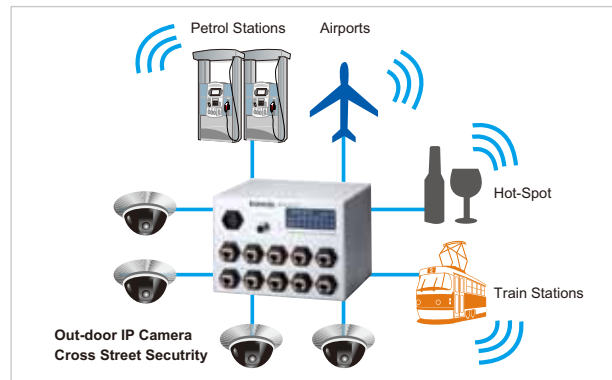 Petrol Stations
Airports
Hot-Spot
Train Stations
Out-door IP Camera
Cross Street Secutrity